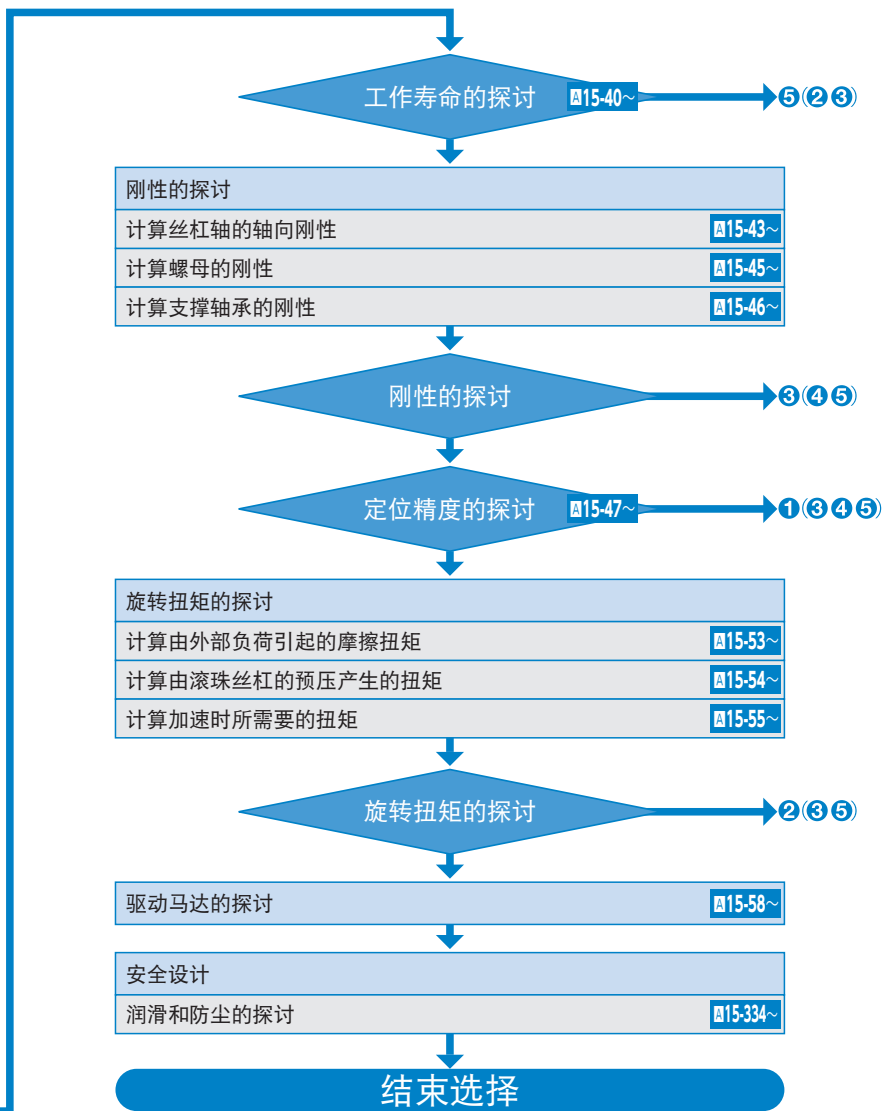 工作寿命的探讨 A15-40～ ❺(❷❸)
刚性的探讨
计算丝杠轴的轴向刚性 A15-43～
计算螺母的刚性 A15-45～
计算支撑轴承的刚性 A15-46～
刚性的探讨 ❸(❹❺)
定位精度的探讨 A15-47～ ❶(❸❹❺)
旋转扭矩的探讨
计算由外部负荷引起的摩擦扭矩 A15-53～
计算由滚珠丝杠的预压产生的扭矩 A15-54～
计算加速时所需要的扭矩 A15-55～
旋转扭矩的探讨 ❷(❸❺)
驱动马达的探讨 A15-58～
安全设计
润滑和防尘的探讨 A15-334～
结束选择